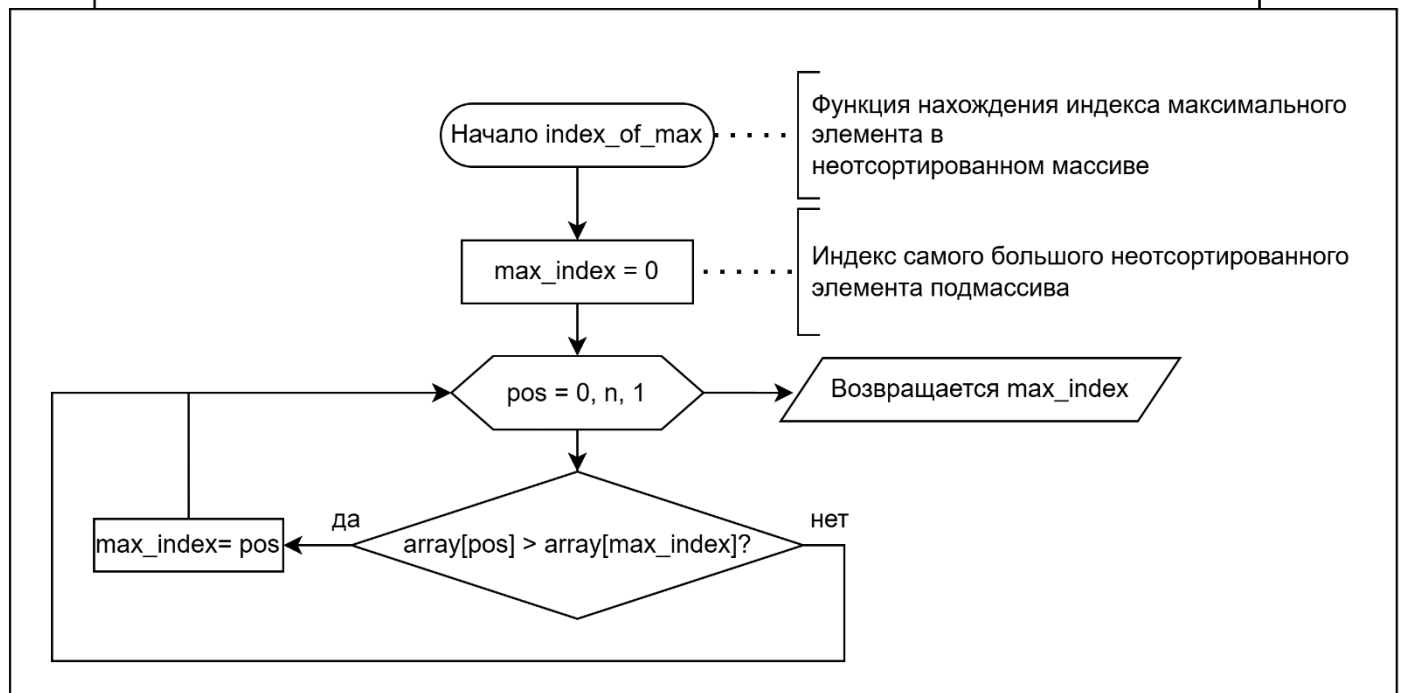 Начало index_of_max
Функция нахождения индекса максимального
элемента в
неотсортированном массиве
max_index = 0
Индекс самого большого неотсортированного
элемента подмассива
pos = 0, n, 1
Возвращается max_index
да
нет
max_index= pos
array[pos] > array[max_index]?